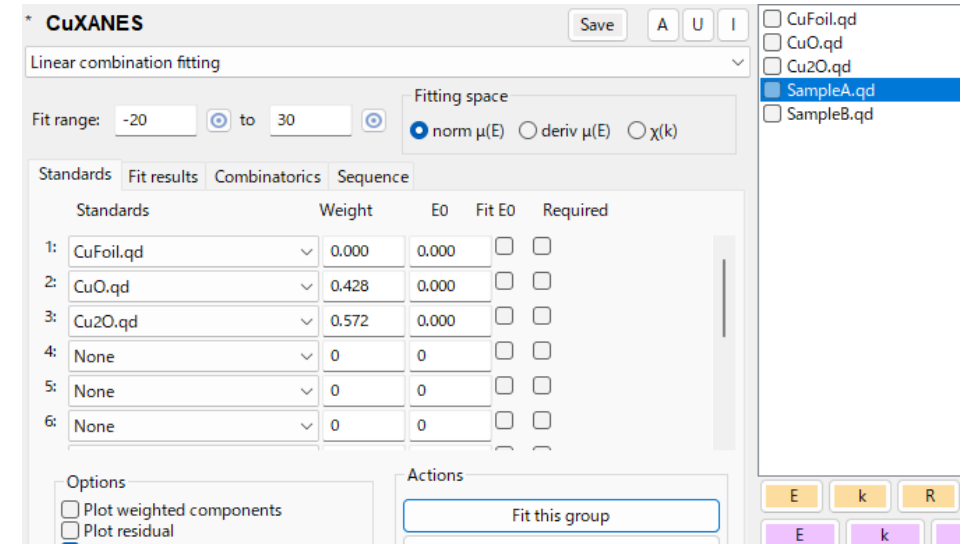 * CuXANES Save A U I
Linear combination fitting
Fit range: -20 to 30
Fitting space
norm μ(E) deriv μ(E) χ(k)
Standards Fit results Combinatorics Sequence
Standards Weight E0 Fit E0 Required
1: CuFoil.qd 0.000 0.000
2: CuO.qd 0.428 0.000
3: Cu2O.qd 0.572 0.000
4: None 0 0
5: None 0 0
6: None 0 0
Options
Plot weighted components
Plot residual
Actions
Fit this group
CuFoil.qd
CuO.qd
Cu2O.qd
SampleA.qd
SampleB.qd
E k R
E k